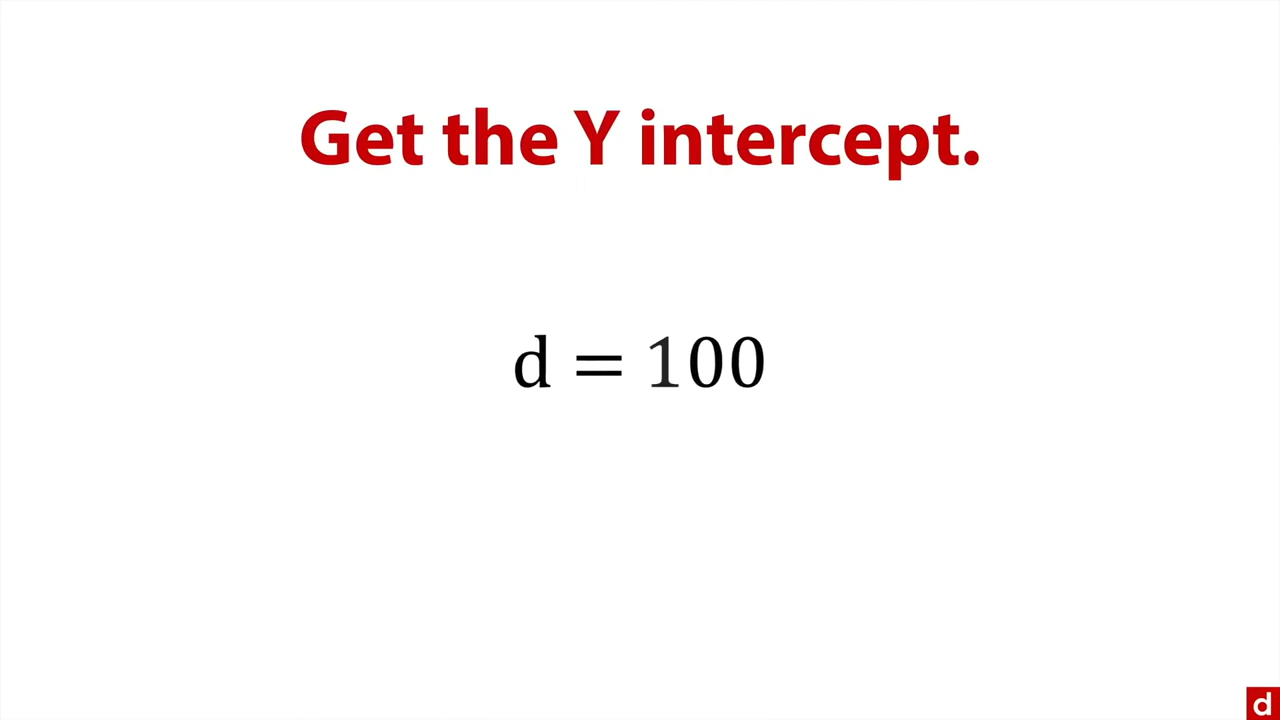 Get the Y intercept.
d = 100
d